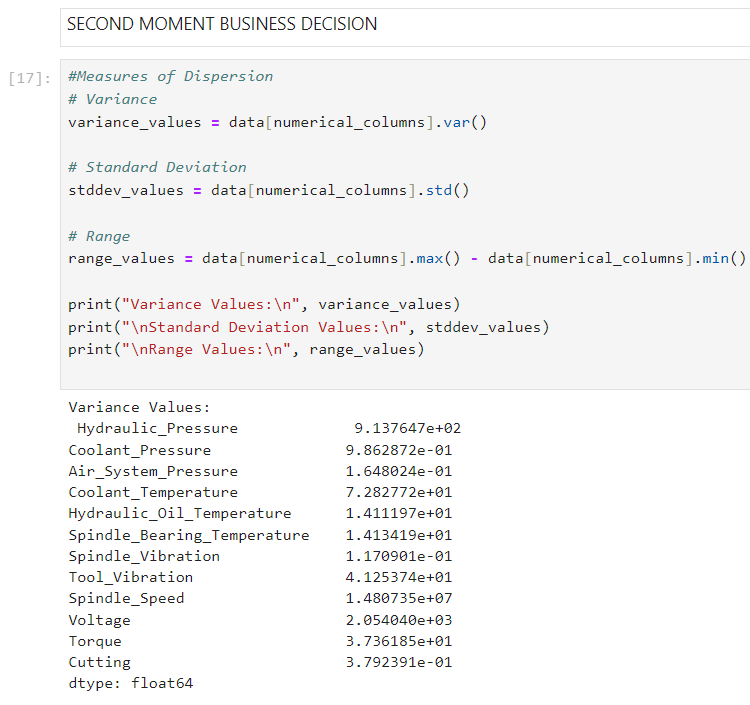 SECOND MOMENT BUSINESS DECISION
[17]:
#Measures of Dispersion
# Variance
variance_values = data[numerical_columns].var()
# Standard Deviation
stddev_values = data[numerical_columns].std()
# Range
range_values = data[numerical_columns].max() - data[numerical_columns].min()
print("Variance Values:\n", variance_values)
print("\nStandard Deviation Values:\n", stddev_values)
print("\nRange Values:\n", range_values)
Variance Values:
Hydraulic_Pressure 9.137647e+02
Coolant_Pressure 9.862872e-01
Air_System_Pressure 1.648024e-01
Coolant_Temperature 7.282772e+01
Hydraulic_Oil_Temperature 1.411197e+01
Spindle_Bearing_Temperature 1.413419e+01
Spindle_Vibration 1.170901e-01
Tool_Vibration 4.125374e+01
Spindle_Speed 1.480735e+07
Voltage 2.054040e+03
Torque 3.736185e+01
Cutting 3.792391e-01
dtype: float64